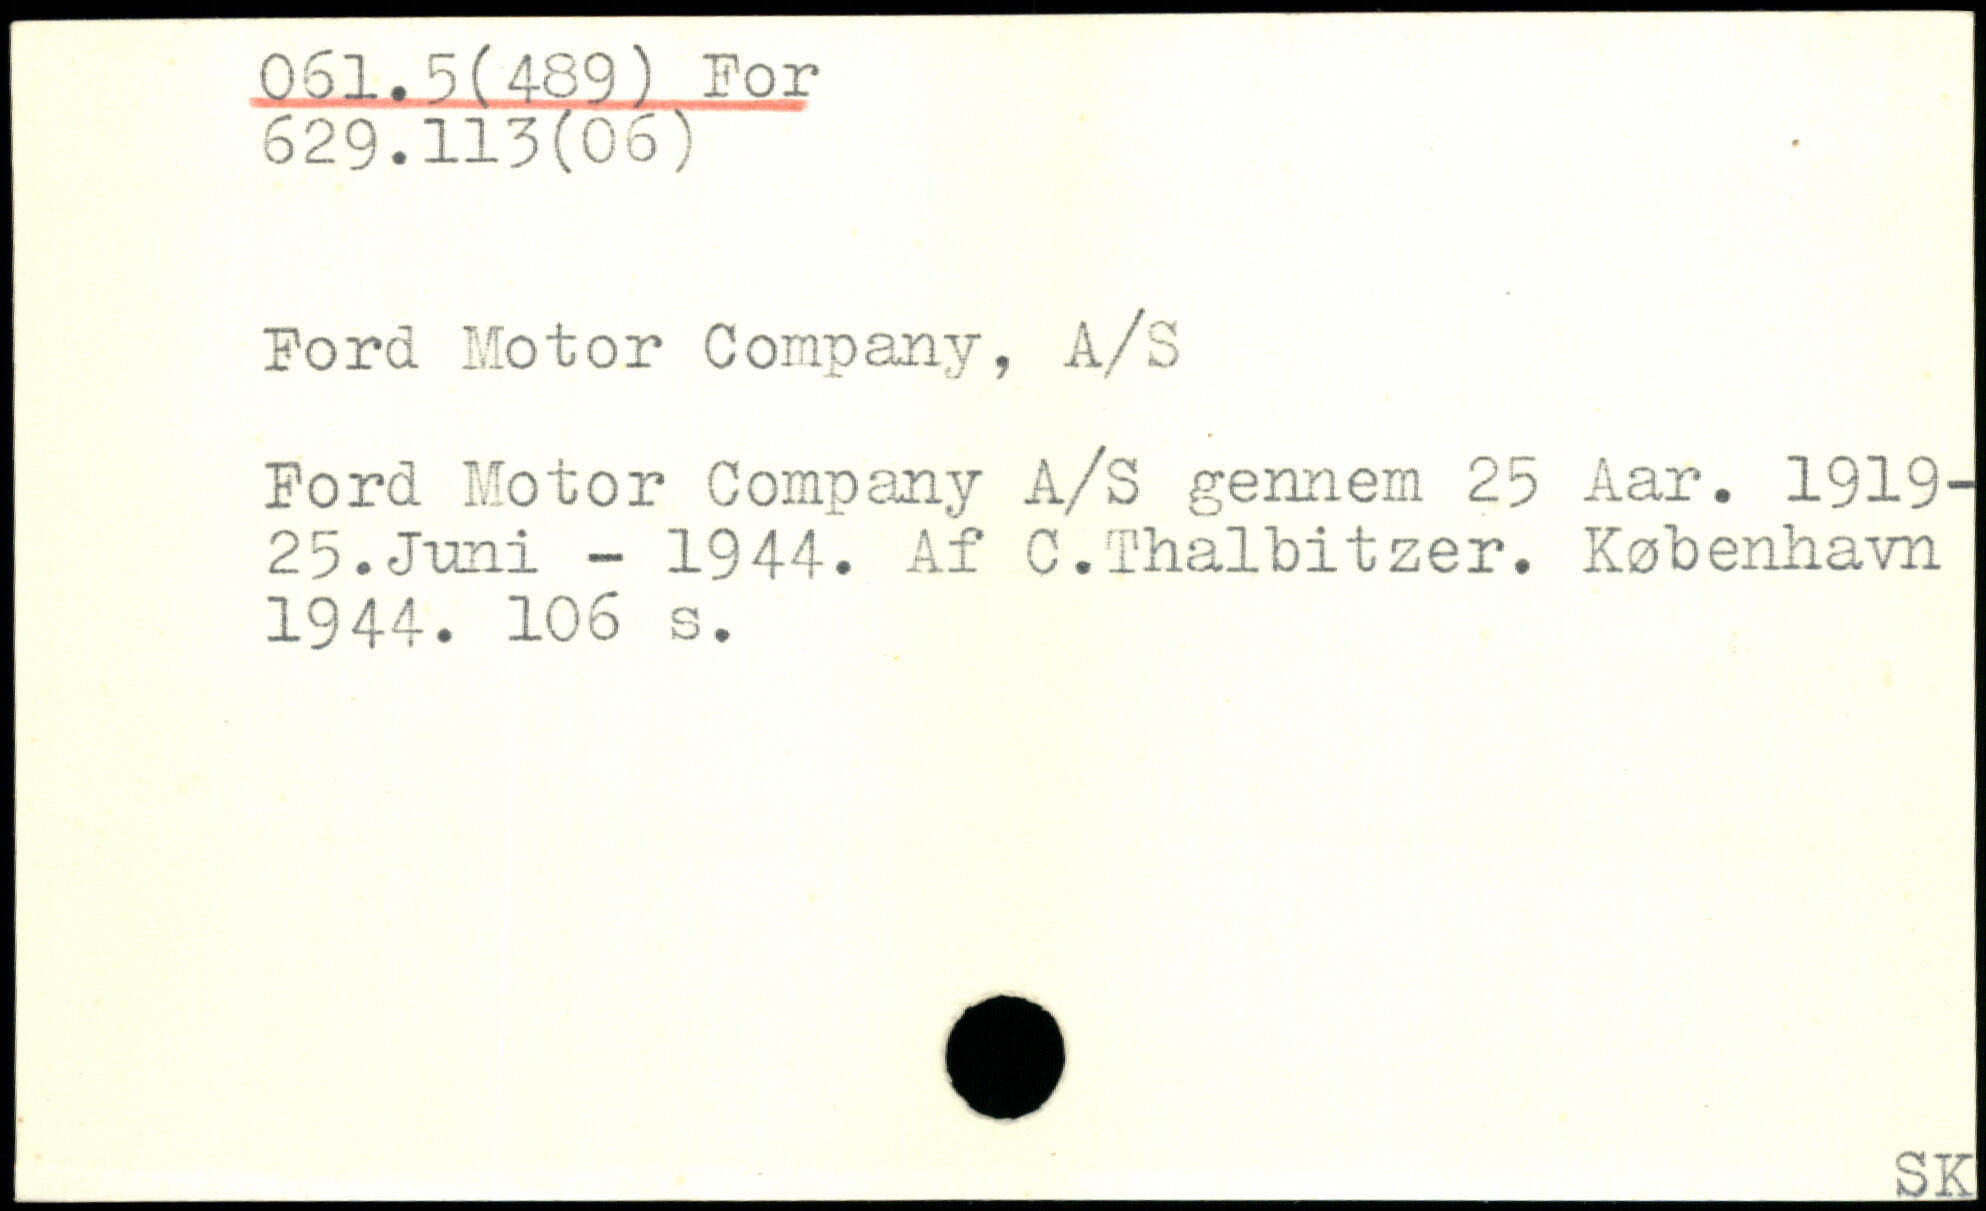 061.5(489) For
629.113(06)
Ford Motor Company, A/S
Ford Motor Company A/S gennem 25 Aar. 1919-
25.Juni - 1944. Af C.Thalbitzer. København
1944. 106 s.
SK